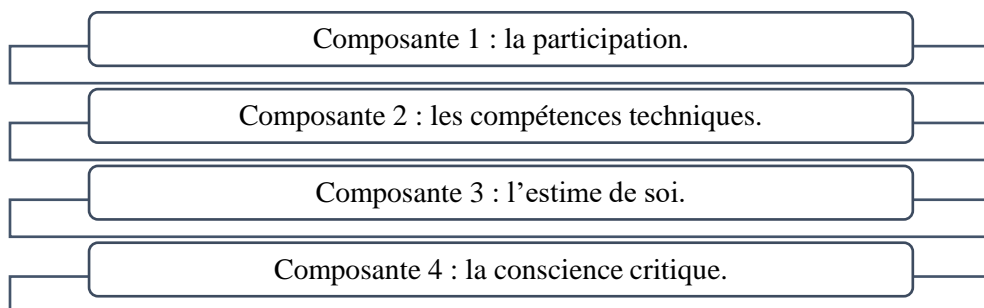 Composante 1 : la participation.
Composante 2 : les compétences techniques.
Composante 3 : l’estime de soi.
Composante 4 : la conscience critique.